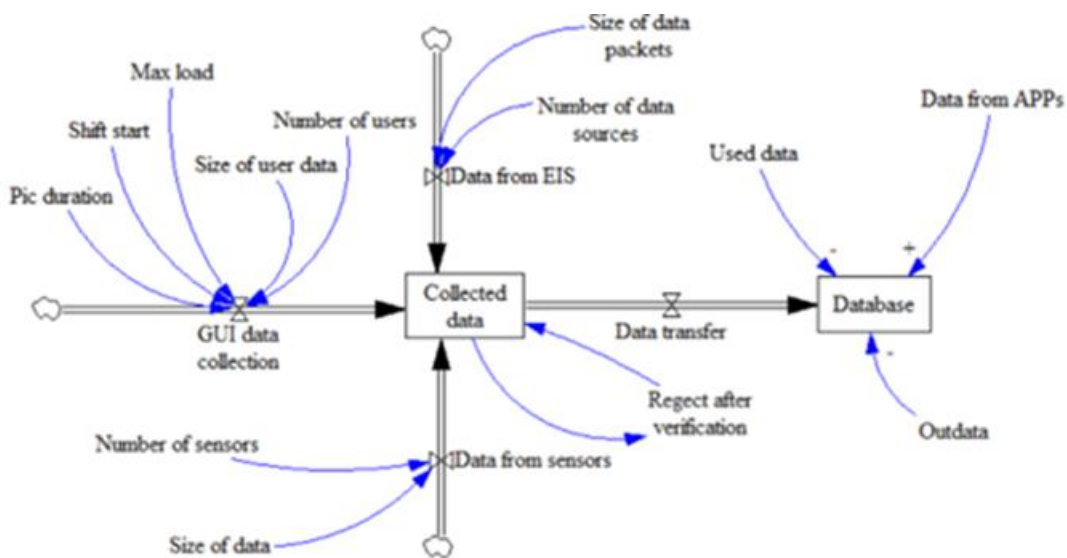 Size of data
packets
Max load
Data from APPs
Number of data
sources
Number of users
Shift start
Used data
Size of user data
Data from EIS
Pic duration
-
+
Collected
data
Database
GUI data
collection
Data transfer
-
Regect after
verification
Outdata
Number of sensors
Data from sensors
Size of data